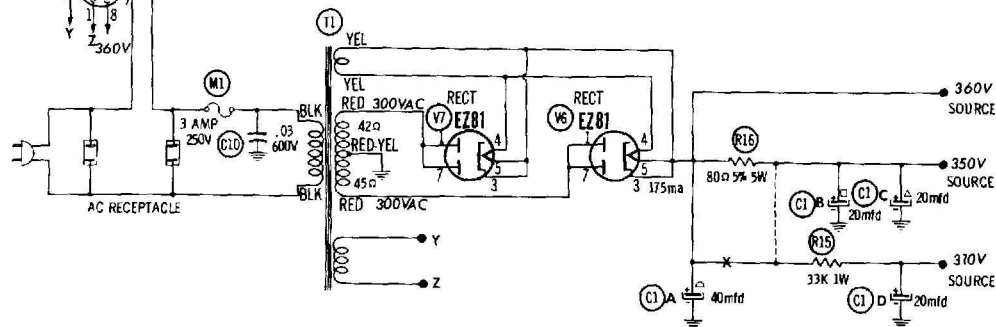 1 8
Y
Z
360V
T1
YEL
YEL
M1
3 AMP
250V
C10
.03
600V
BLK
BLK
RED 300VAC
42Ω
RED-YEL
45Ω
RED 300VAC
AC RECEPTACLE
Y
Z
RECT
V7 EZ81
1
7
4
5
3
RECT
V6 EZ81
1
7
4
5
3
175ma
360V
SOURCE
R16
80Ω 5% 5W
350V
SOURCE
C1 B
20mfd
C1 C
20mfd
X
R15
33K 1W
310V
SOURCE
C1 A
40mfd
C1 D
20mfd